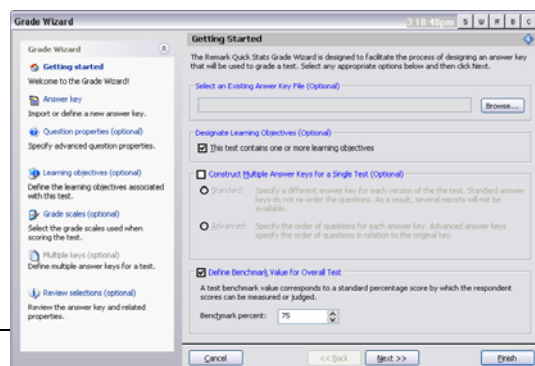 Grade Wizard
3:18:48pm S W R B C
Grade Wizard
Getting started
Welcome to the Grade Wizard!
Answer key
Import or define a new answer key.
Question properties (optional)
Specify advanced question properties.
Learning objectives (optional)
Define the learning objectives associated
with this test.
Grade scales (optional)
Select the grade scales used when
scoring the test.
Multiple keys (optional)
Define multiple answer keys for a test.
Review selections (optional)
Review the answer key and related
properties.
Getting Started
The Remark Quick Stats Grade Wizard is designed to facilitate the process of designing an answer key
that will be used to grade a test. Select any appropriate options below and then click Next.
Select an Existing Anwer Key File (Optional)
Browse...
Designate Learning Objectives (Optional)
This test contains one or more learning objectives
Construct Multiple Answer Keys for a Single Test (Optional)
Standard: Specify a different answer key for each version of the the test. Standard answer
keys do not re-order the questions. As a result, several reports will not be
available.
Advanced: Specify the order of questions for each answer key. Advanced answer keys
specify the order of questions in relation to the original key.
Define Benchmark Value for Overall Test
A test benchmark value corresponds to a standard percentage score by which the respondent
scores can be measured or judged.
Benchmark percent: 75
Cancel
<< Back
Next >>
Finish